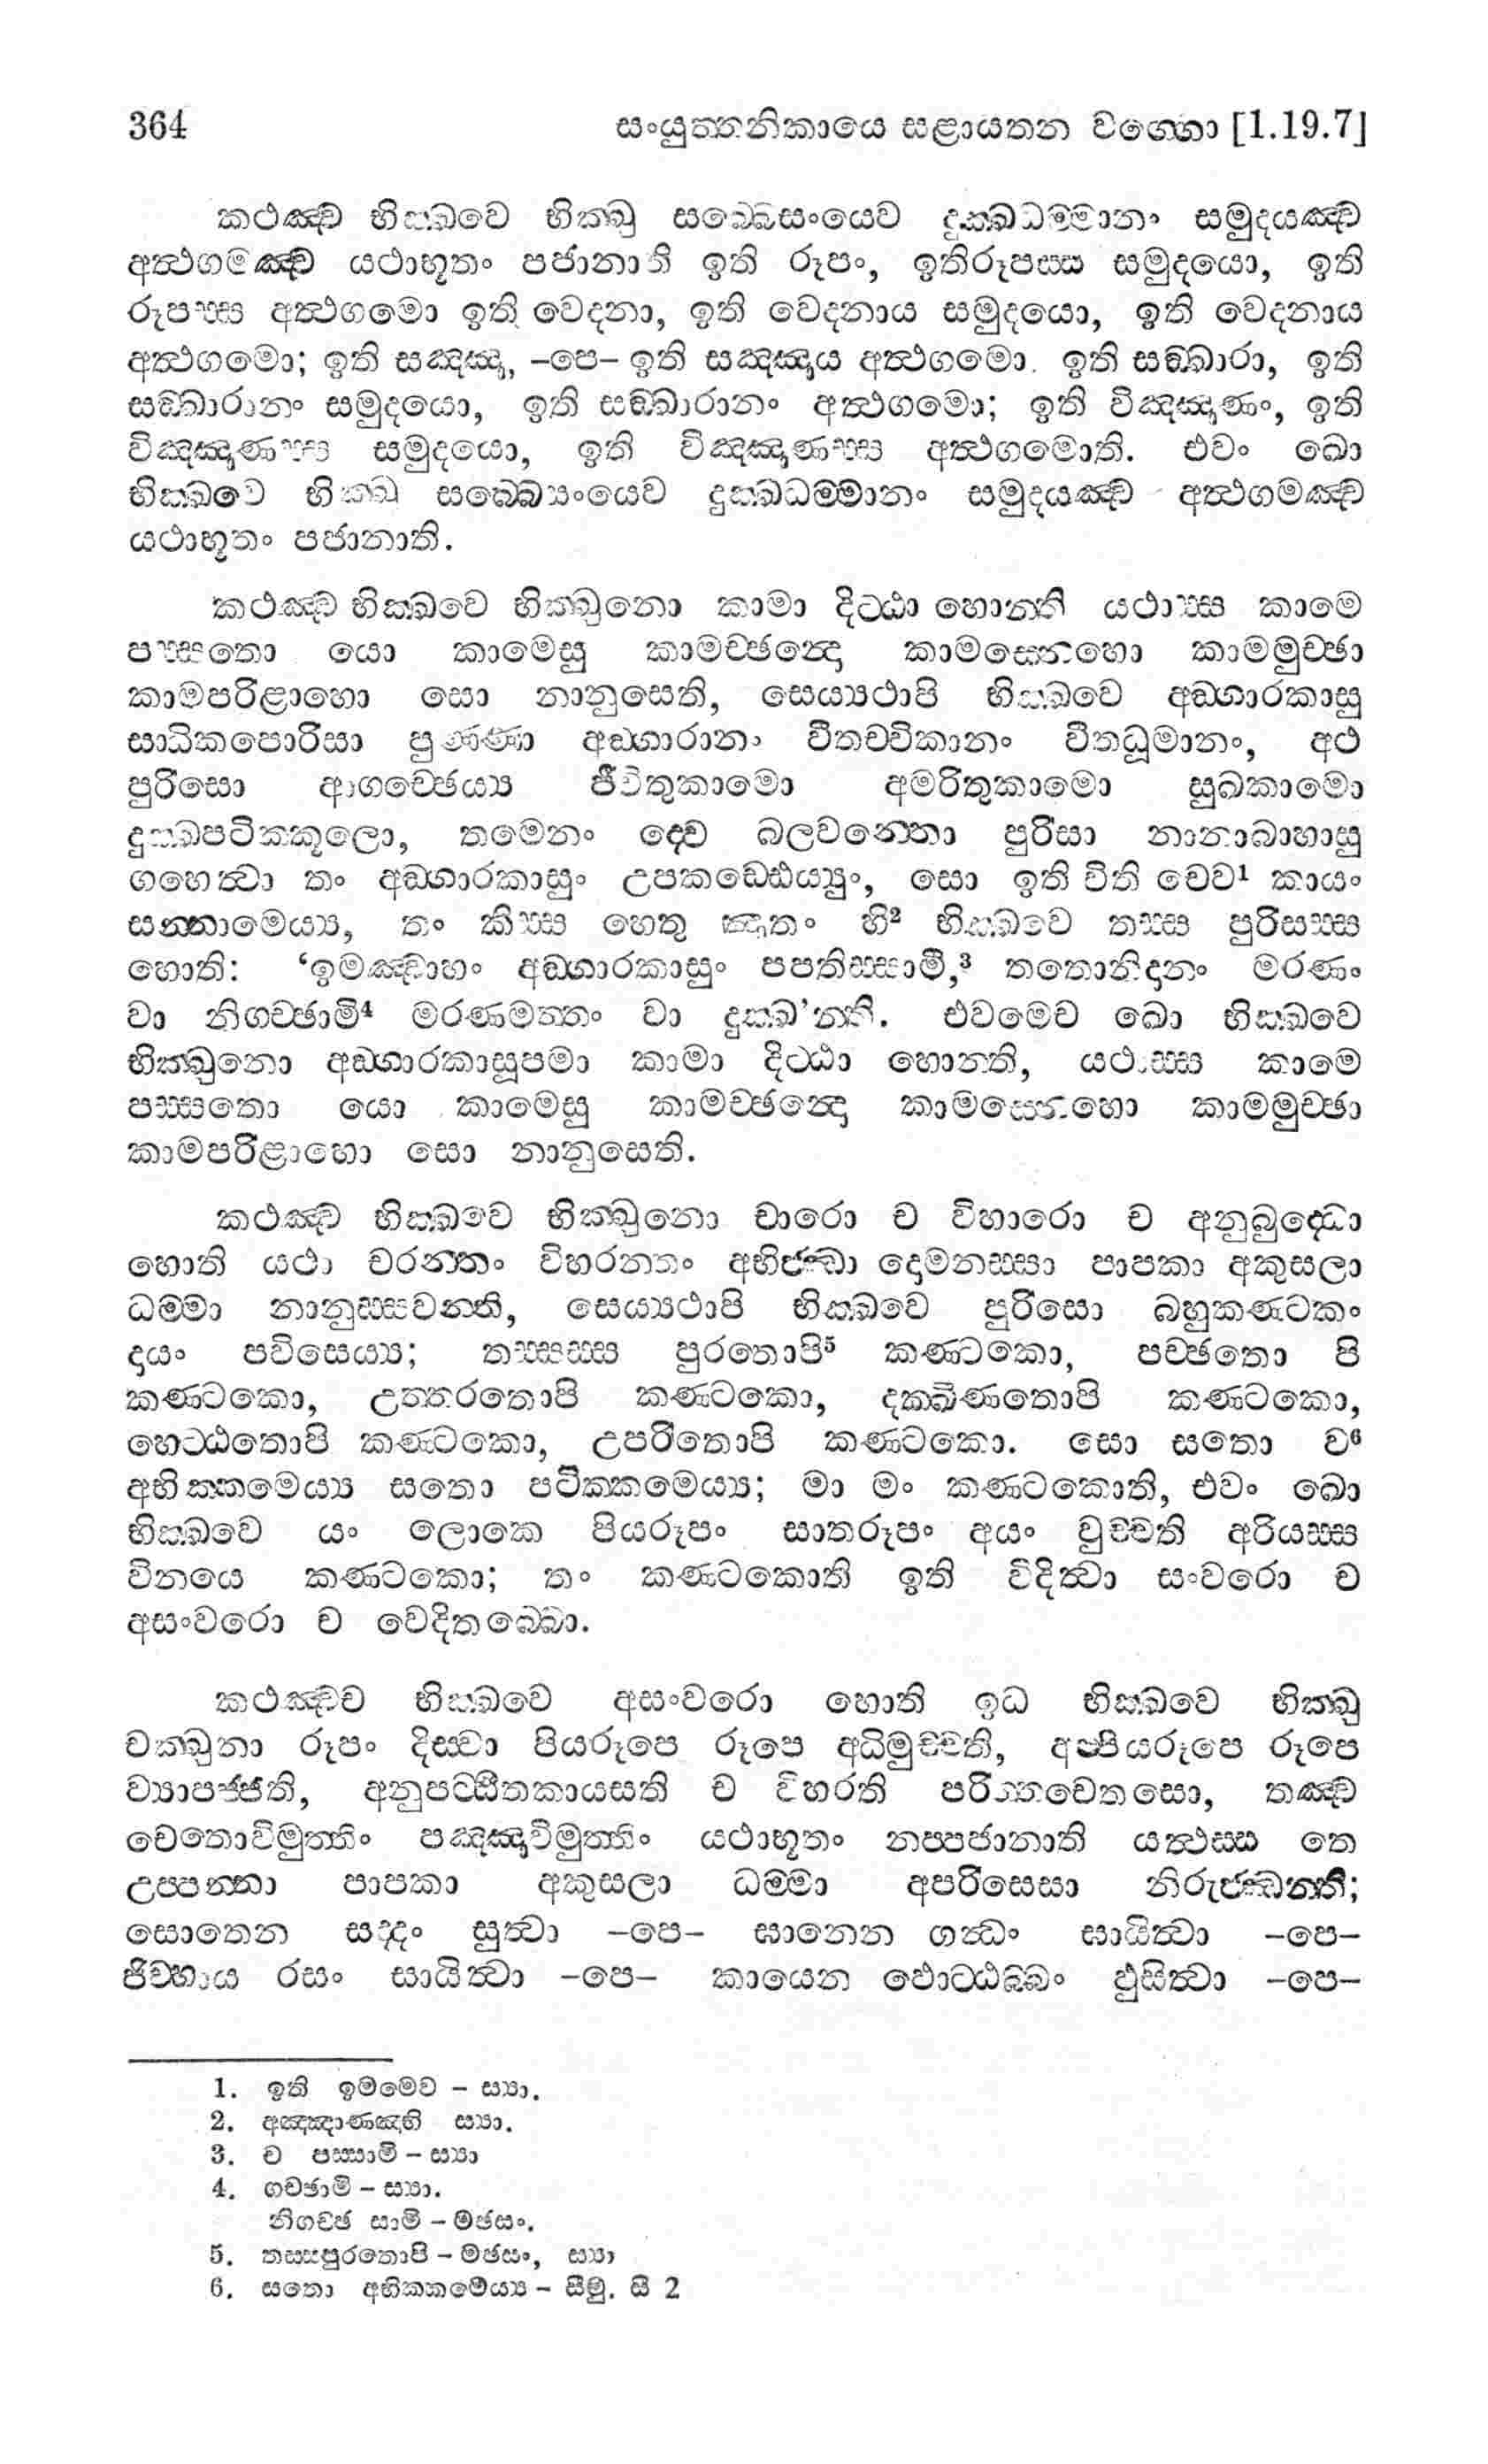 364 සංයුත්තනිකායෙ සළායතන වග්ගො [1.19.7]
කථඤ්ච භික්ඛවෙ භික්ඛු සබ්බෙසංයෙව දුක්ඛධම්මානං සමුදයඤ්ච
අත්ථගමඤ්ච යථාභූතං පජානාති ඉති රූපං, ඉතිරූපස්ස සමුදයො, ඉති
රූපස්ස අත්ථගමො ඉති වෙදනා, ඉති වෙදනාය සමුදයො, ඉති වෙදනාය
අත්ථගමො; ඉති සඤ්ඤා, –පෙ– ඉති සඤ්ඤාය අත්ථගමො. ඉති සඞ්ඛාරා, ඉති
සඞ්ඛාරානං සමුදයො, ඉති සඞ්ඛාරානං අත්ථගමො; ඉති විඤ්ඤාණං, ඉති
විඤ්ඤාණස්ස සමුදයො, ඉති විඤ්ඤාණස්ස අත්ථගමොති. එවං ඛො
භික්ඛවෙ භික්ඛු සබ්බෙසංයෙව දුක්ඛධම්මානං සමුදයඤ්ච අත්ථගමඤ්ච
යථාභූතං පජානාති.
කථඤ්ච භික්ඛවෙ භික්ඛුනො කාමා දිට්ඨා හොන්ති යථාස්ස කාමෙ
පස්සතො යො කාමෙසු කාමච්ඡන්දො කාමස්නෙහො කාමමුච්ඡා
කාමපරිළාහො සො නානුසෙති, සෙය්‍යථාපි භික්ඛවෙ අඞ්ගාරකාසු
සාධිකපොරිසා පුණ්ණා අඞ්ගාරානං වීතච්චිකානං වීතධූමානං, අථ
පුරිසො ආගච්ඡෙය්‍ය ජීවිතුකාමො අමරිතුකාමො සුඛකාමො
දුක්ඛපටික්කූලො, තමෙනං ද්වෙ බලවන්තො පුරිසා නානාබාහාසු
ගහෙත්වා තං අඞ්ගාරකාසුං උපකඩ්ඪෙය්‍යුං, සො ඉති චිති චෙව¹ කායං
සන්නාමෙය්‍ය, තං කිස්ස හෙතු ඤාතං හි² භික්ඛවෙ තස්ස පුරිසස්ස
හොති: ‘ඉමඤ්චාහං අඞ්ගාරකාසුං පපතිස්සාමි,³ තතොනිදානං මරණං
වා නිගච්ඡාමි⁴ මරණමත්තං වා දුක්ඛ’න්ති. එවමෙව ඛො භික්ඛවෙ
භික්ඛුනො අඞ්ගාරකාසූපමා කාමා දිට්ඨා හොන්ති, යථාස්ස කාමෙ
පස්සතො යො කාමෙසු කාමච්ඡන්දො කාමස්නෙහො කාමමුච්ඡා
කාමපරිළාහො සො නානුසෙති.
කථඤ්ච භික්ඛවෙ භික්ඛුනො චාරො ච විහාරො ච අනුබුද්ධො
හොති යථා චරන්තං විහරන්තං අභිජ්ඣා දොමනස්සා පාපකා අකුසලා
ධම්මා නානුස්සවන්ති, සෙය්‍යථාපි භික්ඛවෙ පුරිසො බහුකණ්ටකං
දායං පවිසෙය්‍ය; තස්සස්ස පුරතොපි⁵ කණ්ටකො, පච්ඡතො පි
කණ්ටකො, උත්තරතොපි කණ්ටකො, දක්ඛිණතොපි කණ්ටකො,
හෙට්ඨතොපි කණ්ටකො, උපරිතොපි කණ්ටකො. සො සතො ව⁶
අභික්කමෙය්‍ය සතො පටික්කමෙය්‍ය; මා මං කණ්ටකොති, එවං ඛො
භික්ඛවෙ යං ලොකෙ පියරූපං සාතරූපං අයං වුච්චති අරියස්ස
විනයෙ කණ්ටකො; තං කණ්ටකොති ඉති විදිත්වා සංවරො ච
අසංවරො ච වෙදිතබ්බො.
කථඤ්චච භික්ඛවෙ අසංවරො හොති ඉධ භික්ඛවෙ භික්ඛු
චක්ඛුනා රූපං දිස්වා පියරූපෙ රූපෙ අධිමුච්චති, අප්පියරූපෙ රූපෙ
ව්‍යාපජ්ජති, අනුපට්ඨිතකායසති ච විහරති පරිත්තචෙතසො, තඤ්ච
චෙතොවිමුත්තිං පඤ්ඤාවිමුත්තිං යථාභූතං නප්පජානාති යත්ථස්ස තෙ
උප්පන්නා පාපකා අකුසලා ධම්මා අපරිසෙසා නිරුජ්ඣන්ති;
සොතෙන සද්දං සුත්වා –පෙ– ඝානෙන ගන්ධං ඝායිත්වා –පෙ–
ජිව්හාය රසං සායිත්වා –පෙ– කායෙන ඵොට්ඨබ්බං ඵුසිත්වා –පෙ–
1. ඉති ඉමමෙව – ස්‍යා.
2. අඤ්ඤාණඤ්හි ස්‍යා.
3. ච පස්සාමි – ස්‍යා
4. ගච්ඡාමි – ස්‍යා.
නිගච්ඡ සාමි – මඡසං.
5. තස්සපුරතොපි – මඡසං, ස්‍යා
6. සතො අභික්කමෙය්‍ය – සීමු. සී 2